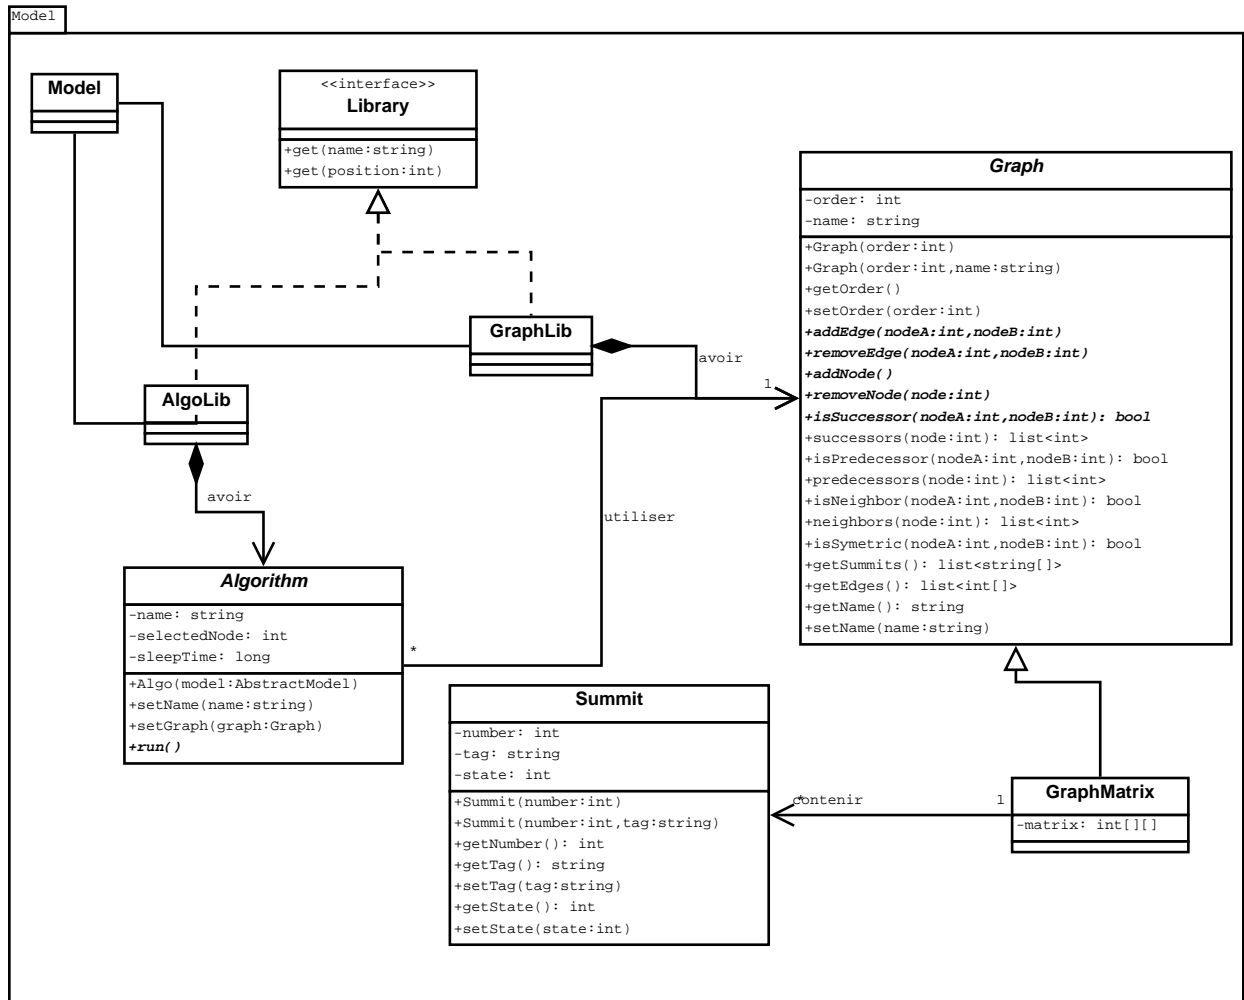 Model
Model
<<interface>>
Library
+get(name:string)
+get(position:int)
Graph
-order: int
-name: string
+Graph(order:int)
+Graph(order:int,name:string)
+getOrder()
+setOrder(order:int)
+addEdge(nodeA:int,nodeB:int)
+removeEdge(nodeA:int,nodeB:int)
+addNode()
+removeNode(node:int)
+isSuccessor(nodeA:int,nodeB:int): bool
+successors(node:int): list<int>
+isPredecessor(nodeA:int,nodeB:int): bool
+predecessors(node:int): list<int>
+isNeighbor(nodeA:int,nodeB:int): bool
+neighbors(node:int): list<int>
+isSymetric(nodeA:int,nodeB:int): bool
+getSummits(): list<string[]>
+getEdges(): list<int[]>
+getName(): string
+setName(name:string)
GraphLib
avoir
1
AlgoLib
avoir
utiliser
*
Algorithm
-name: string
-selectedNode: int
-sleepTime: long
+Algo(model:AbstractModel)
+setName(name:string)
+setGraph(graph:Graph)
+run()
Summit
-number: int
-tag: string
-state: int
+Summit(number:int)
+Summit(number:int,tag:string)
+getNumber(): int
+getTag(): string
+setTag(tag:string)
+getState(): int
+setState(state:int)
*
contenir
1
GraphMatrix
-matrix: int[][]